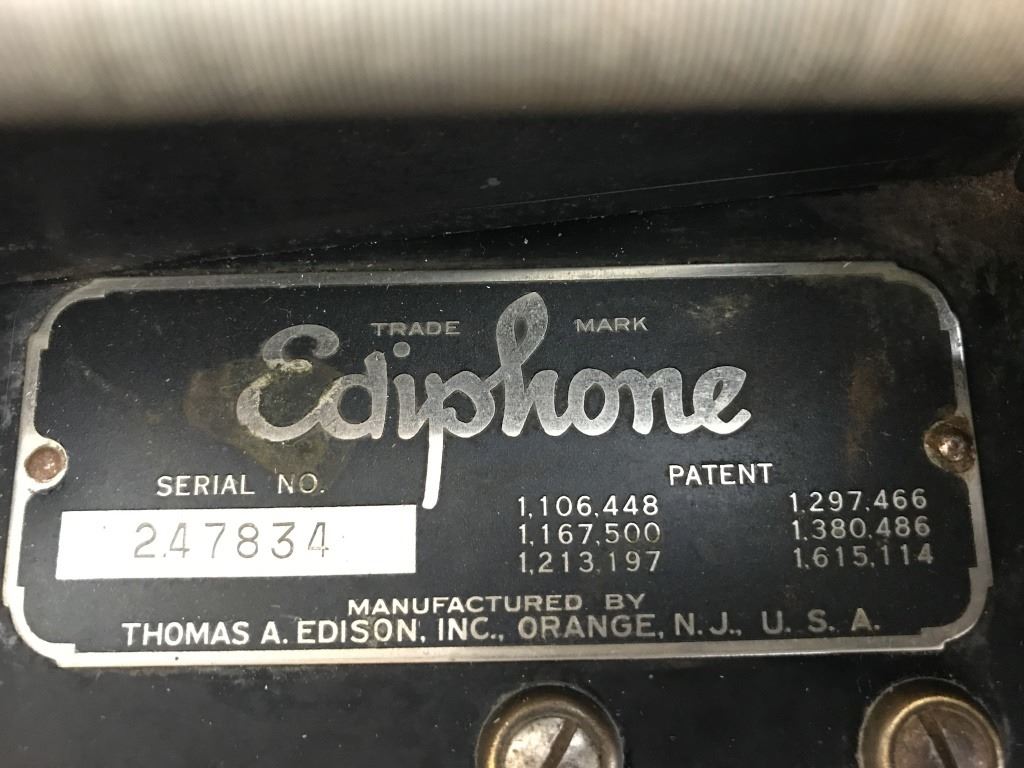 TRADE MARK
Ediphone
SERIAL NO.
247834
PATENT
1,106,448 1,297,466
1,167,500 1,380,486
1,213,197 1,615,114
MANUFACTURED BY
THOMAS A. EDISON, INC., ORANGE, N. J., U. S. A.